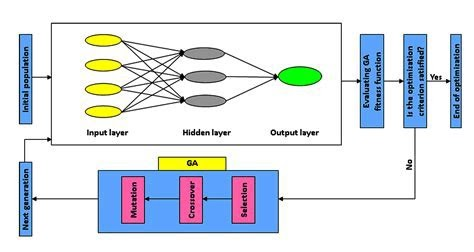 Initial population
Input layer
Hidden layer
Output layer
Evaluating GA
fitness function
Is the optimization
criterion satisfied?
Yes
End of optimization
No
GA
Selection
Crossover
Mutation
Next generation